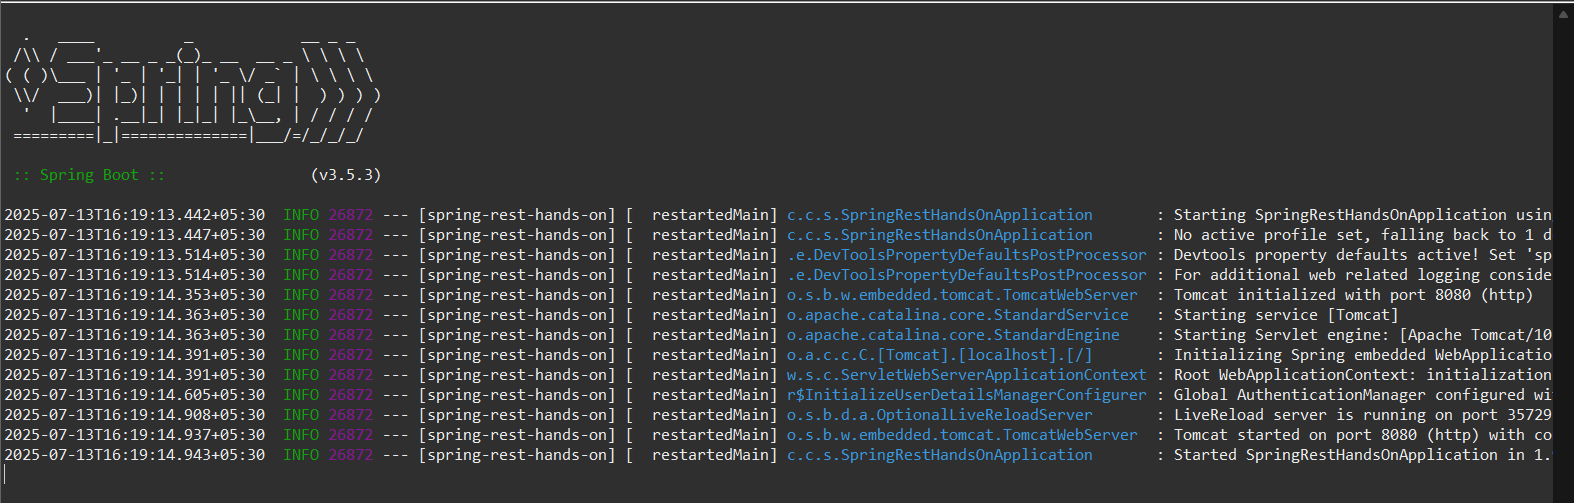 .   ____          _            __ _ _
 /\\ / ___'_ __ _ _(_)_ __  __ _ \ \ \ \
( ( )\___ | '_ | '_| | '_ \/ _` | \ \ \ \
 \\/  ___)| |_)| | | | | || (_| |  ) ) ) )
  '  |____| .__|_| |_|_| |_\__, | / / / /
 =========|_|==============|___/=/_/_/_/

 :: Spring Boot ::                (v3.5.3)

2025-07-13T16:19:13.442+05:30  INFO 26872 --- [spring-rest-hands-on] [  restartedMain] c.c.s.SpringRestHandsOnApplication       : Starting SpringRestHandsOnApplication usin
2025-07-13T16:19:13.447+05:30  INFO 26872 --- [spring-rest-hands-on] [  restartedMain] c.c.s.SpringRestHandsOnApplication       : No active profile set, falling back to 1 d
2025-07-13T16:19:13.514+05:30  INFO 26872 --- [spring-rest-hands-on] [  restartedMain] .e.DevToolsPropertyDefaultsPostProcessor : Devtools property defaults active! Set 'sp
2025-07-13T16:19:13.514+05:30  INFO 26872 --- [spring-rest-hands-on] [  restartedMain] .e.DevToolsPropertyDefaultsPostProcessor : For additional web related logging conside
2025-07-13T16:19:14.353+05:30  INFO 26872 --- [spring-rest-hands-on] [  restartedMain] o.s.b.w.embedded.tomcat.TomcatWebServer  : Tomcat initialized with port 8080 (http)
2025-07-13T16:19:14.363+05:30  INFO 26872 --- [spring-rest-hands-on] [  restartedMain] o.apache.catalina.core.StandardService   : Starting service [Tomcat]
2025-07-13T16:19:14.363+05:30  INFO 26872 --- [spring-rest-hands-on] [  restartedMain] o.apache.catalina.core.StandardEngine    : Starting Servlet engine: [Apache Tomcat/10
2025-07-13T16:19:14.391+05:30  INFO 26872 --- [spring-rest-hands-on] [  restartedMain] o.a.c.c.C.[Tomcat].[localhost].[/]       : Initializing Spring embedded WebApplicatio
2025-07-13T16:19:14.391+05:30  INFO 26872 --- [spring-rest-hands-on] [  restartedMain] w.s.c.ServletWebServerApplicationContext : Root WebApplicationContext: initialization
2025-07-13T16:19:14.605+05:30  INFO 26872 --- [spring-rest-hands-on] [  restartedMain] r$InitializeUserDetailsManagerConfigurer : Global AuthenticationManager configured wi
2025-07-13T16:19:14.908+05:30  INFO 26872 --- [spring-rest-hands-on] [  restartedMain] o.s.b.d.a.OptionalLiveReloadServer       : LiveReload server is running on port 35729
2025-07-13T16:19:14.937+05:30  INFO 26872 --- [spring-rest-hands-on] [  restartedMain] o.s.b.w.embedded.tomcat.TomcatWebServer  : Tomcat started on port 8080 (http) with co
2025-07-13T16:19:14.943+05:30  INFO 26872 --- [spring-rest-hands-on] [  restartedMain] c.c.s.SpringRestHandsOnApplication       : Started SpringRestHandsOnApplication in 1.